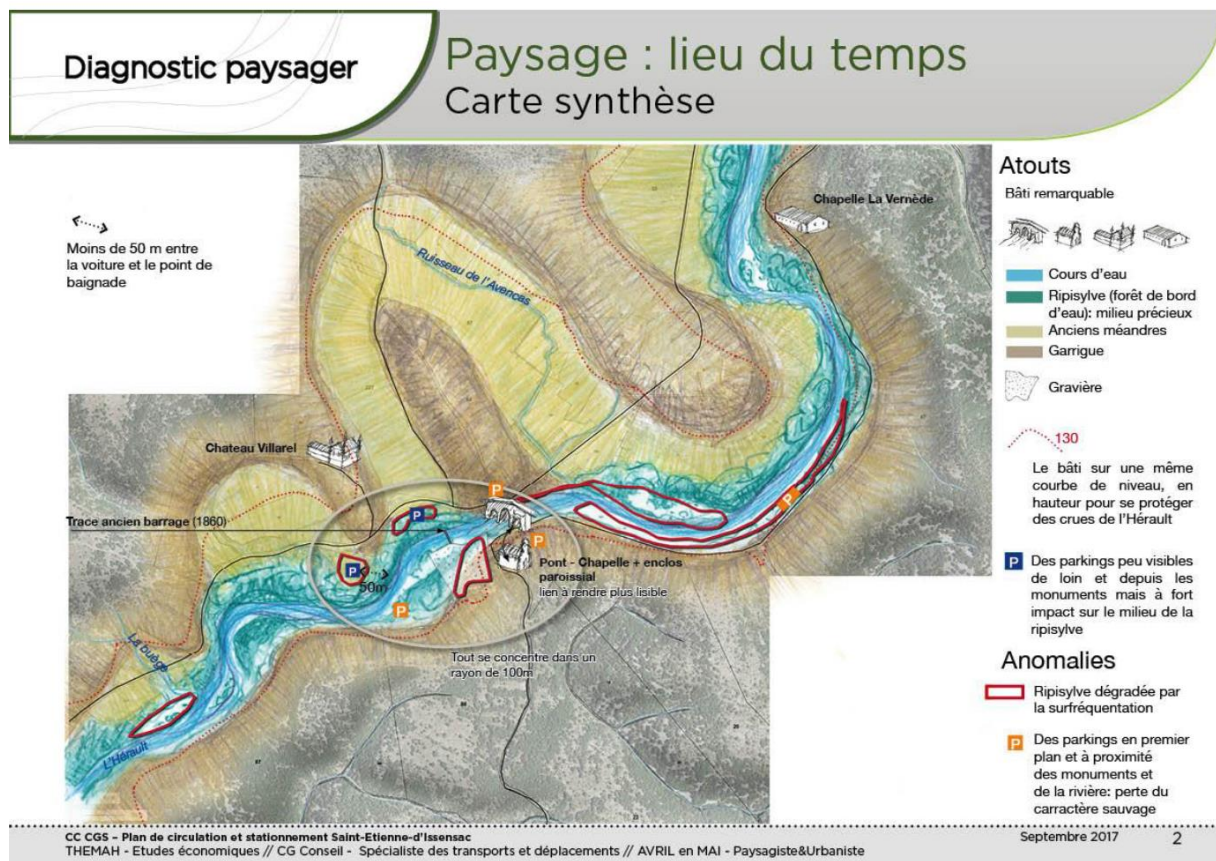 Diagnostic paysager
Paysage : lieu du temps
Carte synthèse
Moins de 50 m entre
la voiture et le point de
baignade
Chapelle La Vernède
Ruisseau de l'Avencas
Chateau Villarel
Trace ancien barrage (1860)
P
P
P
P
50m
P
P
Pont - Chapelle + enclos
paroissial
lien à rendre plus lisible
Tout se concentre dans un
rayon de 100m
La buège
L'Hérault
Atouts
Bâti remarquable
Cours d'eau
Ripisylve (forêt de bord
d'eau): milieu précieux
Anciens méandres
Garrigue
Gravière
130
Le bâti sur une même
courbe de niveau, en
hauteur pour se protéger
des crues de l'Hérault
P
Des parkings peu visibles
de loin et depuis les
monuments mais à fort
impact sur le milieu de la
ripisylve
Anomalies
Ripisylve dégradée par
la surfréquentation
P
Des parkings en premier
plan et à proximité
des monuments et
de la rivière: perte du
carractère sauvage
CC CGS – Plan de circulation et stationnement Saint-Etienne-d'Issensac
THEMAH - Etudes économiques // CG Conseil - Spécialiste des transports et déplacements // AVRIL en MAI - Paysagiste&Urbaniste
Septembre 2017
2